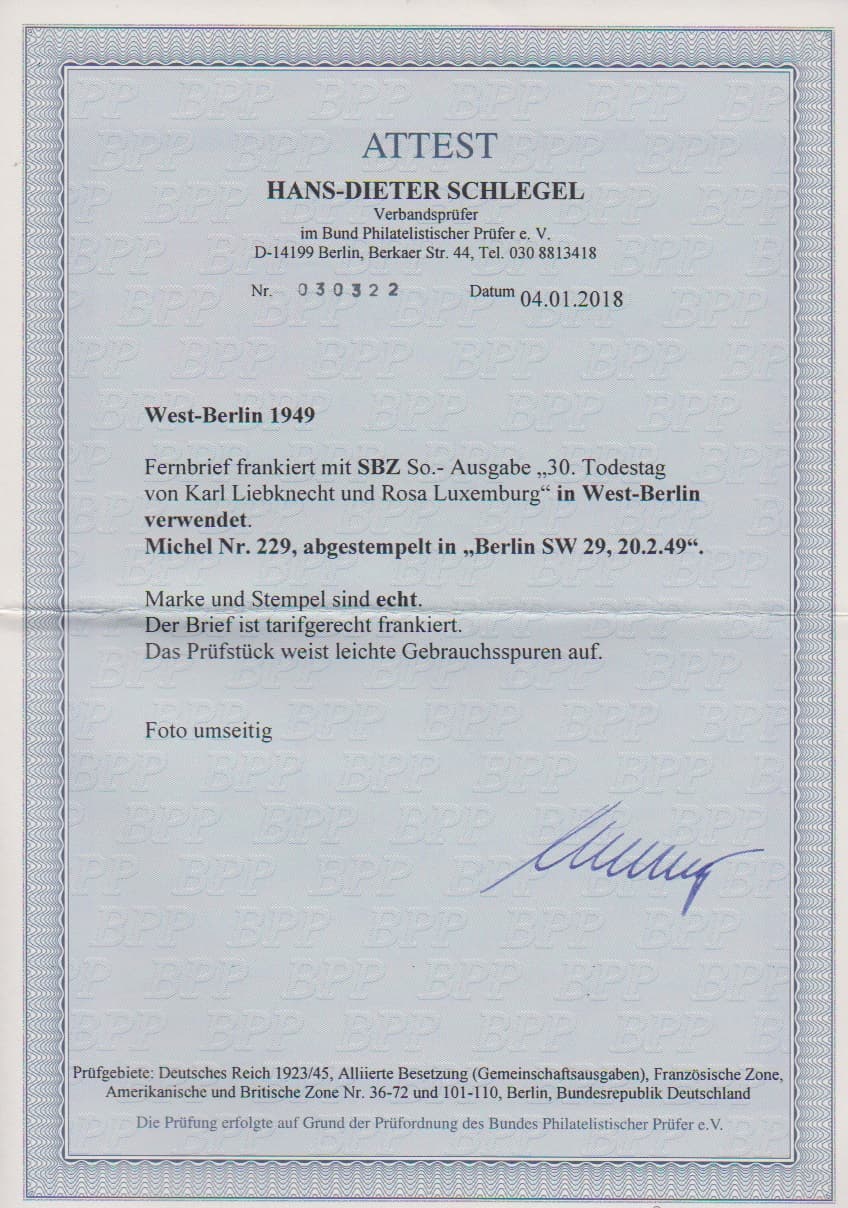 ATTEST
HANS-DIETER SCHLEGEL
Verbandsprüfer
im Bund Philatelistischer Prüfer e. V.
D-14199 Berlin, Berkaer Str. 44, Tel. 030 8813418
Nr. 030322 Datum 04.01.2018
West-Berlin 1949
Fernbrief frankiert mit SBZ So.- Ausgabe „30. Todestag
von Karl Liebknecht und Rosa Luxemburg“ in West-Berlin
verwendet.
Michel Nr. 229, abgestempelt in „Berlin SW 29, 20.2.49“.
Marke und Stempel sind echt.
Der Brief ist tarifgerecht frankiert.
Das Prüfstück weist leichte Gebrauchsspuren auf.
Foto umseitig
Prüfgebiete: Deutsches Reich 1923/45, Alliierte Besetzung (Gemeinschaftsausgaben), Französische Zone,
Amerikanische und Britische Zone Nr. 36-72 und 101-110, Berlin, Bundesrepublik Deutschland
Die Prüfung erfolgte auf Grund der Prüfordnung des Bundes Philatelistischer Prüfer e.V.